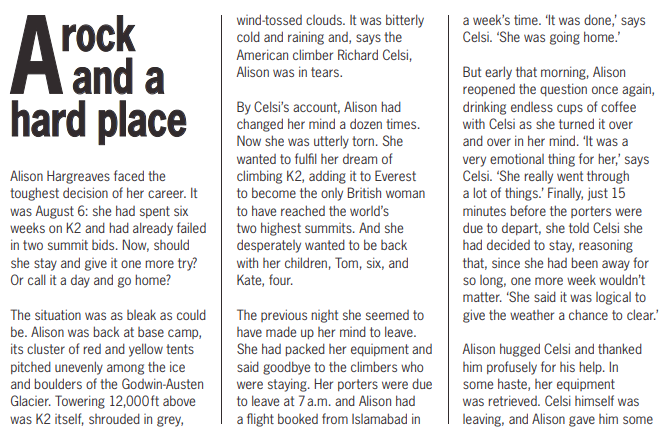 A rock
and a
hard place
Alison Hargreaves faced the
toughest decision of her career. It
was August 6: she had spent six
weeks on K2 and had already failed
in two summit bids. Now, should
she stay and give it one more try?
Or call it a day and go home?
The situation was as bleak as could
be. Alison was back at base camp,
its cluster of red and yellow tents
pitched unevenly among the ice
and boulders of the Godwin-Austen
Glacier. Towering 12,000ft above
was K2 itself, shrouded in grey,
wind-tossed clouds. It was bitterly
cold and raining and, says the
American climber Richard Celsi,
Alison was in tears.
By Celsi’s account, Alison had
changed her mind a dozen times.
Now she was utterly torn. She
wanted to fulfil her dream of
climbing K2, adding it to Everest
to become the only British woman
to have reached the world’s
two highest summits. And she
desperately wanted to be back
with her children, Tom, six, and
Kate, four.
The previous night she seemed to
have made up her mind to leave.
She had packed her equipment and
said goodbye to the climbers who
were staying. Her porters were due
to leave at 7 a.m. and Alison had
a flight booked from Islamabad in
a week’s time. ‘It was done,’ says
Celsi. ‘She was going home.’
But early that morning, Alison
reopened the question once again,
drinking endless cups of coffee
with Celsi as she turned it over
and over in her mind. ‘It was a
very emotional thing for her,’ says
Celsi. ‘She really went through
a lot of things.’ Finally, just 15
minutes before the porters were
due to depart, she told Celsi she
had decided to stay, reasoning
that, since she had been away for
so long, one more week wouldn’t
matter. ‘She said it was logical to
give the weather a chance to clear.’
Alison hugged Celsi and thanked
him profusely for his help. In
some haste, her equipment
was retrieved. Celsi himself was
leaving, and Alison gave him some